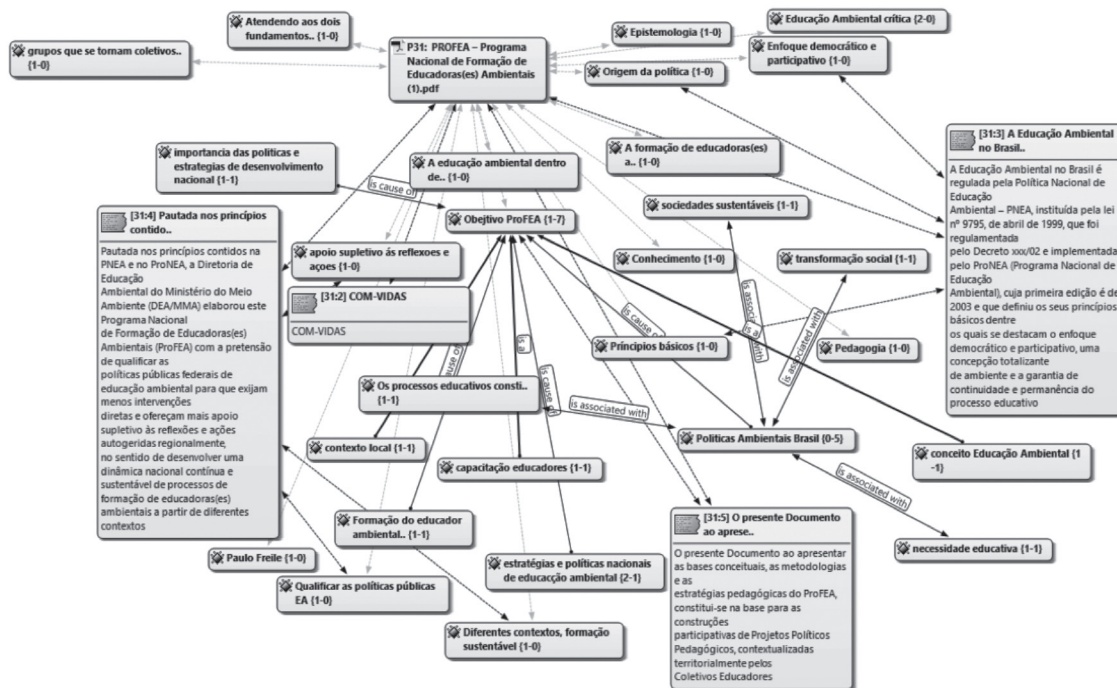 Atendendo aos dois
fundamentos.. {1-0}
grupos que se tornam coletivos..
{1-0}
P31: PROFEA – Programa
Nacional de Formação de
Educadoras(es) Ambientais
(1).pdf
Epistemologia {1-0}
Educação Ambiental crítica {2-0}
Enfoque democrático e
participativo {1-0}
Origem da política {1-0}
importancia das politicas e
estrategias de desenvolvimento
nacional {1-1}
A educação ambiental dentro
de.. {1-0}
A formação de educadoras(es)
a.. {1-0}
[31:3] A Educação Ambiental
no Brasil..
A Educação Ambiental no Brasil é
regulada pela Política Nacional de
Educação
Ambiental – PNEA, instituída pela lei
nº 9795, de abril de 1999, que foi
regulamentada
pelo Decreto xxx/02 e implementada
pelo ProNEA (Programa Nacional de
Educação
Ambiental), cuja primeira edição é de
2003 e que definiu os seus princípios
básicos dentre
os quais se destacam o enfoque
democrático e participativo, uma
concepção totalizante
de ambiente e a garantia de
continuidade e permanência do
processo educativo
is cause of
Obejtivo ProFEA {1-7}
sociedades sustentáveis {1-1}
[31:4] Pautada nos princípios
contido..
Pautada nos princípios contidos na
PNEA e no ProNEA, a Diretoria de
Educação
Ambiental do Ministério do Meio
Ambiente (DEA/MMA) elaborou este
Programa Nacional
de Formação de Educadoras(es)
Ambientais (ProFEA) com a pretensão
de qualificar as
políticas públicas federais de
educação ambiental para que exijam
menos intervenções
diretas e ofereçam mais apoio
supletivo às reflexões e ações
autogeridas regionalmente,
no sentido de desenvolver uma
dinâmica nacional contínua e
sustentável de processos de
formação de educadoras(es)
ambientais a partir de diferentes
contextos
apoio supletivo ás reflexoes e
açoes {1-0}
Conhecimento {1-0}
transformação social {1-1}
[31:2] COM-VIDAS
COM-VIDAS
is a
is cause of
is associated with
Príncipios básicos {1-0}
Pedagogia {1-0}
Os processos educativos consti..
{1-1}
is cause of
is associated with
Politicas Ambientais Brasil {0-5}
contexto local {1-1}
capacitação educadores {1-1}
conceito Educação Ambiental {1
-1}
is associated with
Formação do educador
ambiental.. {1-1}
[31:5] O presente Documento
ao aprese..
O presente Documento ao apresentar
as bases conceituais, as metodologias
e as
estratégias pedagógicas do ProFEA,
constitui-se na base para as
construções
participativas de Projetos Políticos
Pedagógicos, contextualizadas
territorialmente pelos
Coletivos Educadores
necessidade educativa {1-1}
Paulo Freile {1-0}
estratégias e políticas nacionais
de educacção ambiental {2-1}
Qualificar as políticas públicas
EA {1-0}
Diferentes contextos, formação
sustentável {1-0}